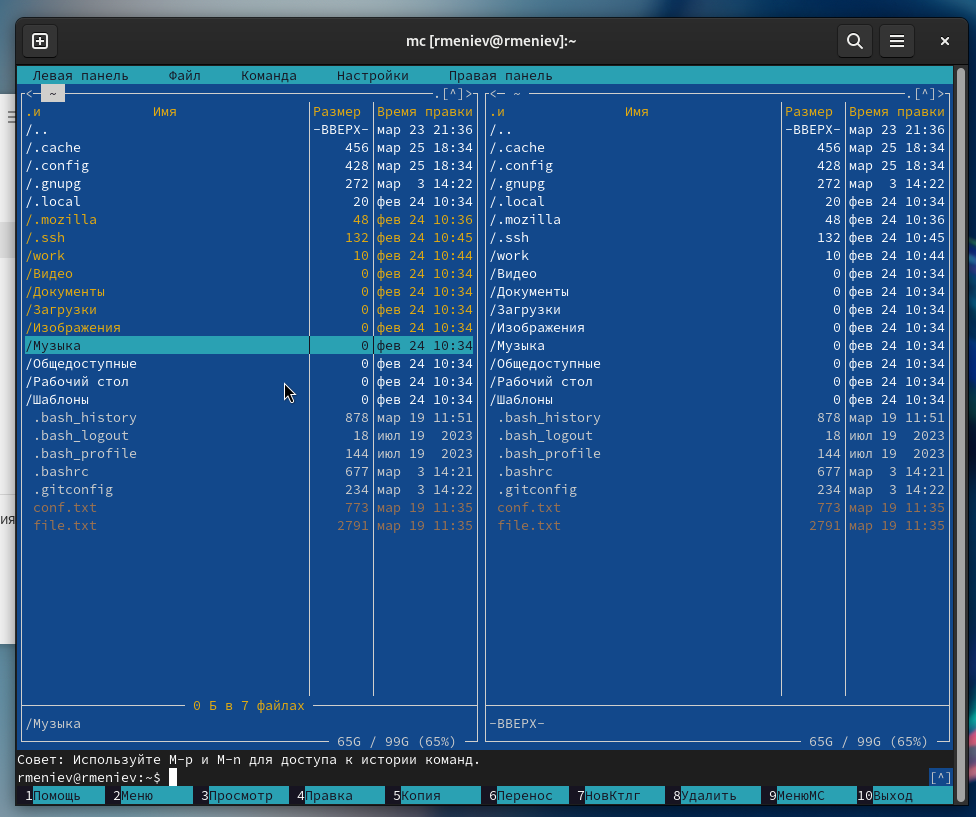 mc [rmeniev@rmeniev]:~
Левая панель Файл Команда Настройки Правая панель
<- ~ .[^]> <- ~ .[^]>
.и Имя Размер Время правки .и Имя Размер Время правки
/.. -ВВЕРХ- мар 23 21:36 /.. -ВВЕРХ- мар 23 21:36
/.cache 456 мар 25 18:34 /.cache 456 мар 25 18:34
/.config 428 мар 25 18:34 /.config 428 мар 25 18:34
/.gnupg 272 мар 3 14:22 /.gnupg 272 мар 3 14:22
/.local 20 фев 24 10:34 /.local 20 фев 24 10:34
/.mozilla 48 фев 24 10:36 /.mozilla 48 фев 24 10:36
/.ssh 132 фев 24 10:45 /.ssh 132 фев 24 10:45
/work 10 фев 24 10:44 /work 10 фев 24 10:44
/Видео 0 фев 24 10:34 /Видео 0 фев 24 10:34
/Документы 0 фев 24 10:34 /Документы 0 фев 24 10:34
/Загрузки 0 фев 24 10:34 /Загрузки 0 фев 24 10:34
/Изображения 0 фев 24 10:34 /Изображения 0 фев 24 10:34
/Музыка 0 фев 24 10:34 /Музыка 0 фев 24 10:34
/Общедоступные 0 фев 24 10:34 /Общедоступные 0 фев 24 10:34
/Рабочий стол 0 фев 24 10:34 /Рабочий стол 0 фев 24 10:34
/Шаблоны 0 фев 24 10:34 /Шаблоны 0 фев 24 10:34
.bash_history 878 мар 19 11:51 .bash_history 878 мар 19 11:51
.bash_logout 18 июл 19 2023 .bash_logout 18 июл 19 2023
.bash_profile 144 июл 19 2023 .bash_profile 144 июл 19 2023
.bashrc 677 мар 3 14:21 .bashrc 677 мар 3 14:21
.gitconfig 234 мар 3 14:22 .gitconfig 234 мар 3 14:22
conf.txt 773 мар 19 11:35 conf.txt 773 мар 19 11:35
file.txt 2791 мар 19 11:35 file.txt 2791 мар 19 11:35
0 Б в 7 файлах
/Музыка -ВВЕРХ-
65G / 99G (65%) 65G / 99G (65%)
Совет: Используйте M-p и M-n для доступа к истории команд.
rmeniev@rmeniev:~$ [^]
1Помощь 2Меню 3Просмотр 4Правка 5Копия 6Перенос 7НовКтлг 8Удалить 9МенюМС 10Выход